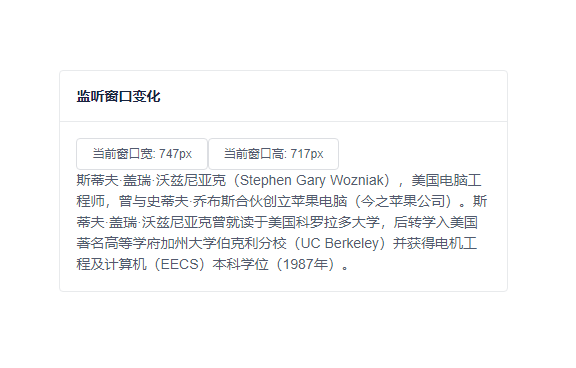 监听窗口变化
当前窗口宽: 747px 当前窗口高: 717px
斯蒂夫·盖瑞·沃兹尼亚克（Stephen Gary Wozniak），美国电脑工
程师，曾与史蒂夫·乔布斯合伙创立苹果电脑（今之苹果公司）。斯
蒂夫·盖瑞·沃兹尼亚克曾就读于美国科罗拉多大学，后转学入美国
著名高等学府加州大学伯克利分校（UC Berkeley）并获得电机工
程及计算机（EECS）本科学位（1987年）。